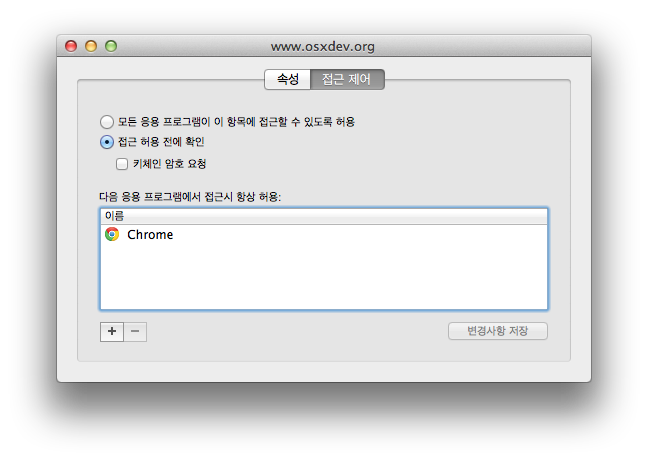 www.osxdev.org
속성 접근 제어
모든 응용 프로그램이 이 항목에 접근할 수 있도록 허용
접근 허용 전에 확인
키체인 암호 요청
다음 응용 프로그램에서 접근시 항상 허용:
이름
Chrome
변경사항 저장